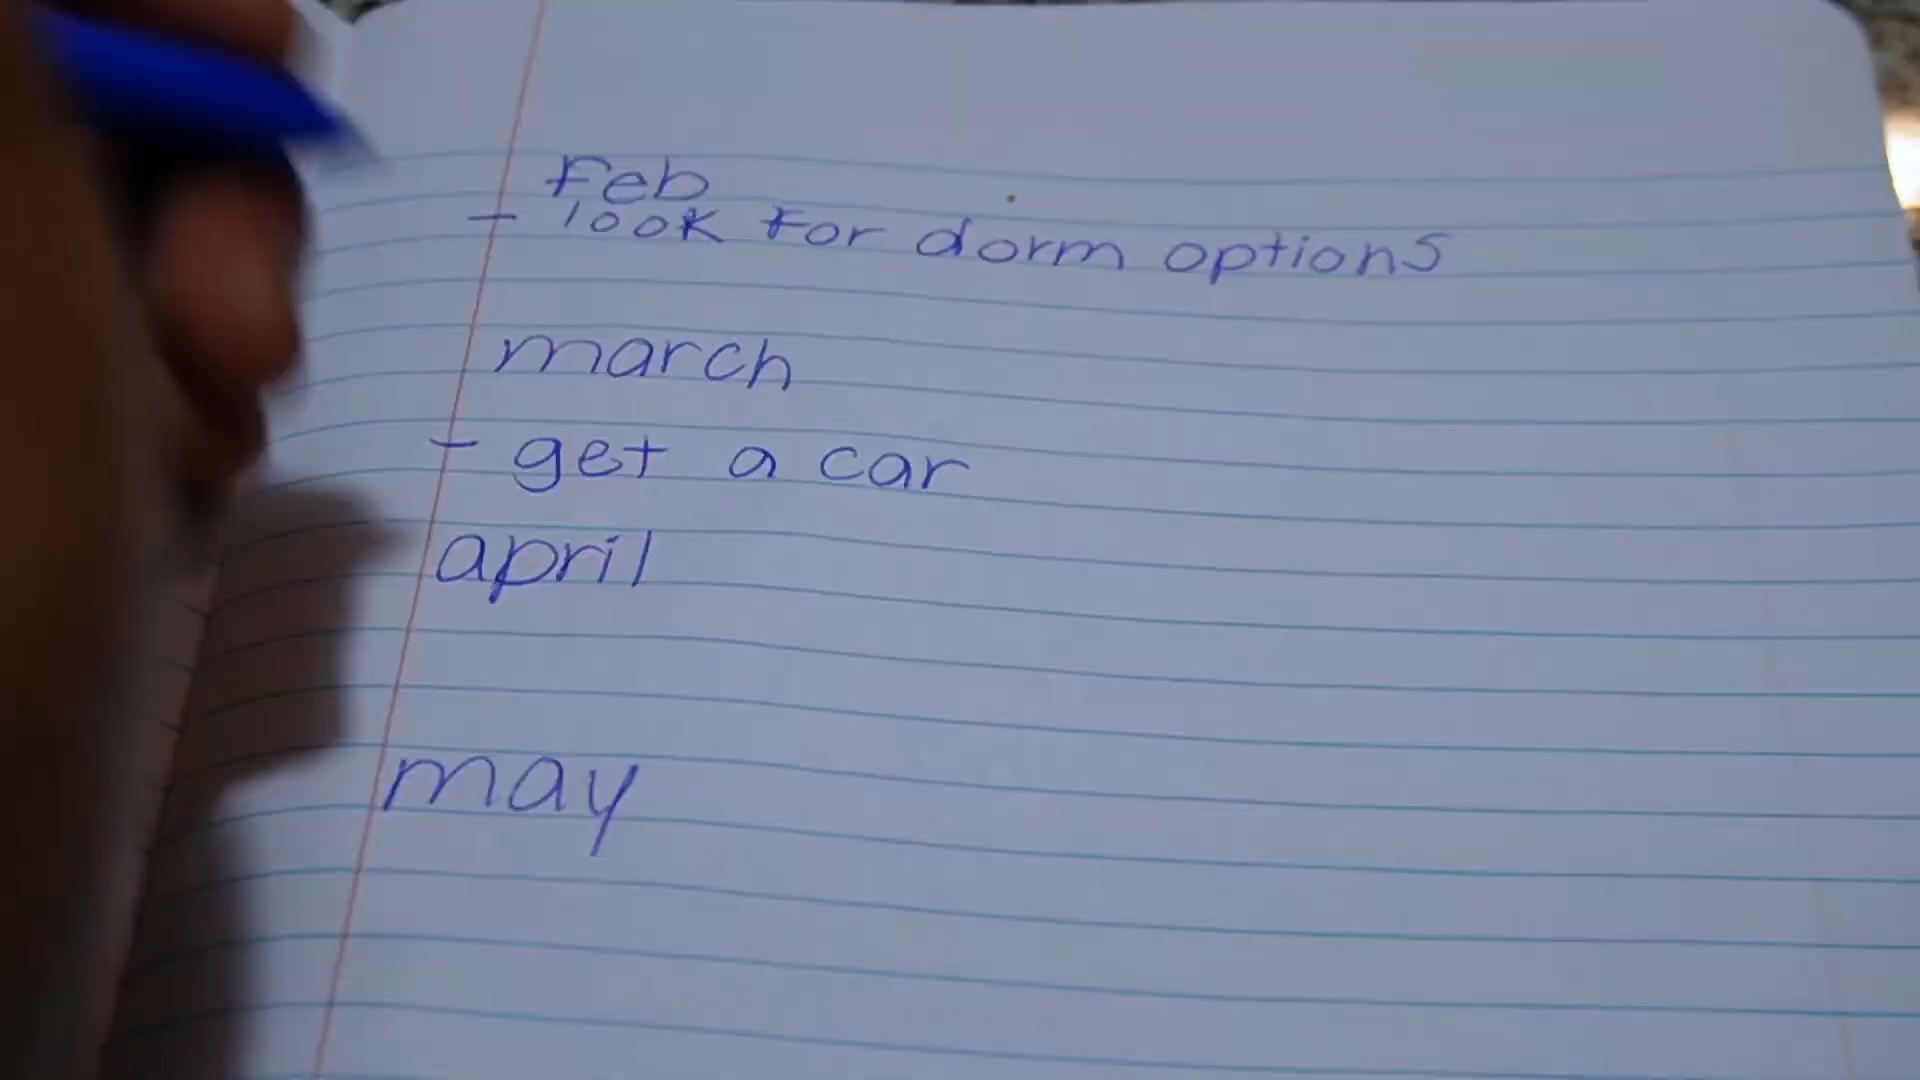 Feb
- look for dorm options
march
- get a car
april
may